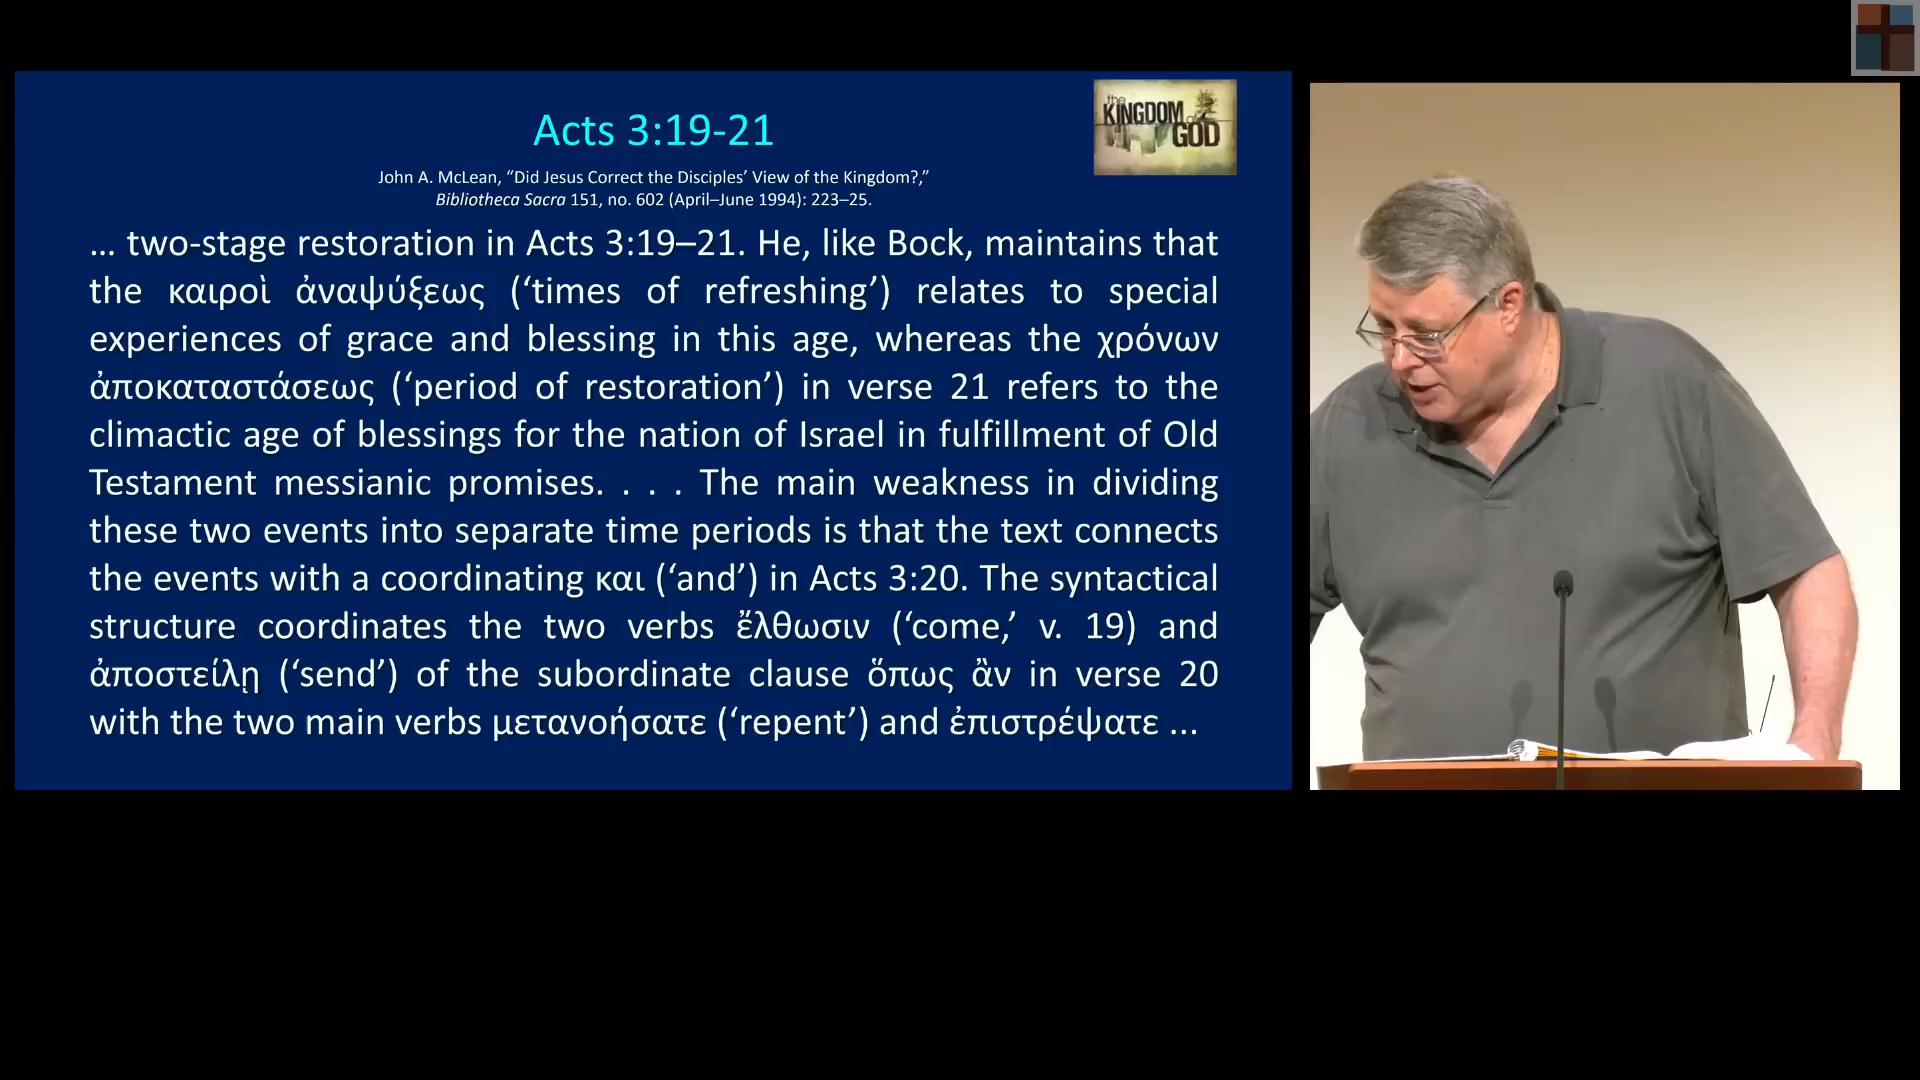 Acts 3:19-21
the
KINGDOM of
GOD
John A. McLean, “Did Jesus Correct the Disciples’ View of the Kingdom?,”
Bibliotheca Sacra 151, no. 602 (April–June 1994): 223–25.
… two-stage restoration in Acts 3:19–21. He, like Bock, maintains that
the καιροὶ ἀναψύξεως (‘times of refreshing’) relates to special
experiences of grace and blessing in this age, whereas the χρόνων
ἀποκαταστάσεως (‘period of restoration’) in verse 21 refers to the
climactic age of blessings for the nation of Israel in fulfillment of Old
Testament messianic promises. . . . The main weakness in dividing
these two events into separate time periods is that the text connects
the events with a coordinating και (‘and’) in Acts 3:20. The syntactical
structure coordinates the two verbs ἔλθωσιν (‘come,’ v. 19) and
ἀποστείλῃ (‘send’) of the subordinate clause ὅπως ἂν in verse 20
with the two main verbs μετανοήσατε (‘repent’) and ἐπιστρέψατε ...